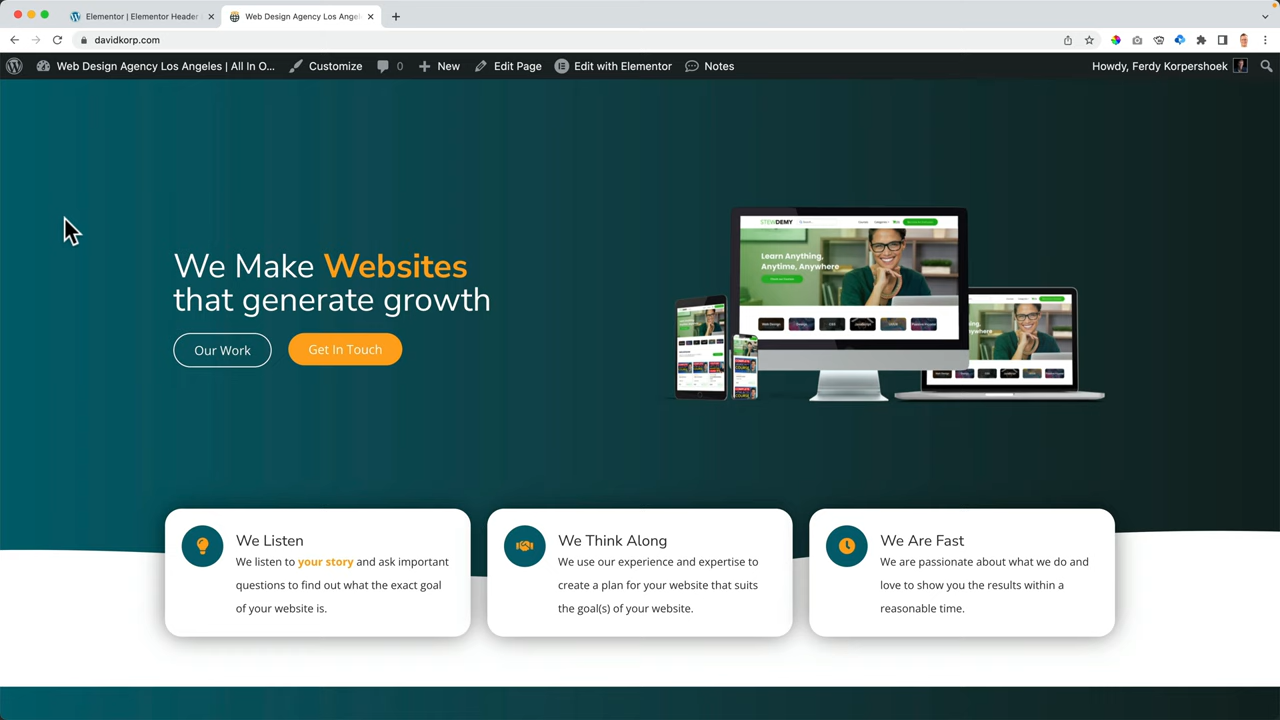 Elementor | Elementor Header
Web Design Agency Los Angel
davidkorp.com
Web Design Agency Los Angeles | All In O...
Customize
0
New
Edit Page
Edit with Elementor
Notes
Howdy, Ferdy Korpershoek
We Make Websites
that generate growth
Our Work
Get In Touch
STEWDEMY
Learn Anything,
Anytime, Anywhere
We Listen
We listen to your story and ask important
questions to find out what the exact goal
of your website is.
We Think Along
We use our experience and expertise to
create a plan for your website that suits
the goal(s) of your website.
We Are Fast
We are passionate about what we do and
love to show you the results within a
reasonable time.